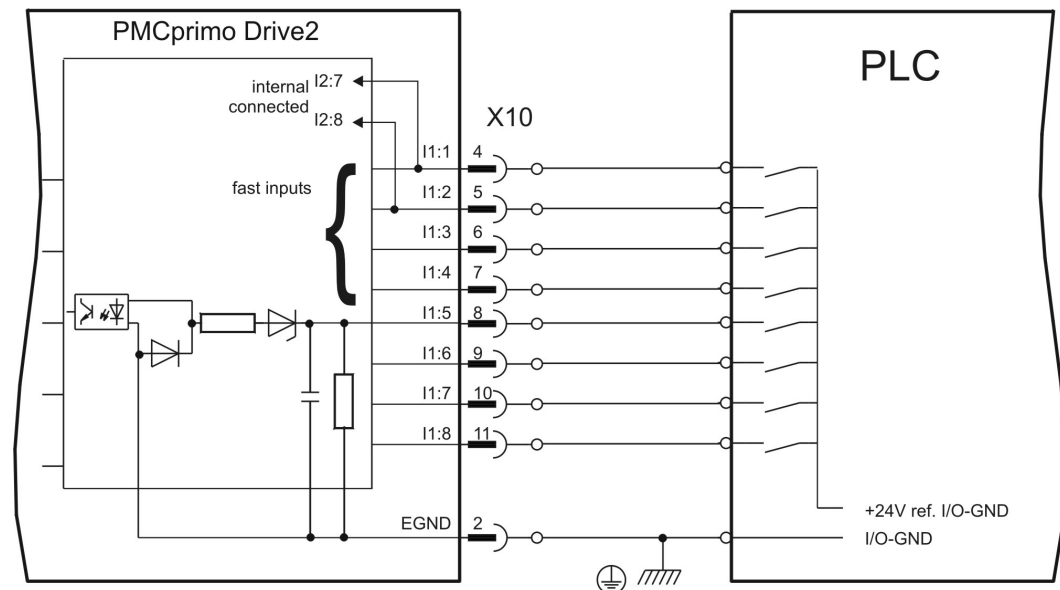 PMCprimo Drive2
PLC
internal I2:7
connected
I2:8
X10
fast inputs
I1:1 4
I1:2 5
I1:3 6
I1:4 7
I1:5 8
I1:6 9
I1:7 10
I1:8 11
EGND 2
+24V ref. I/O-GND
I/O-GND